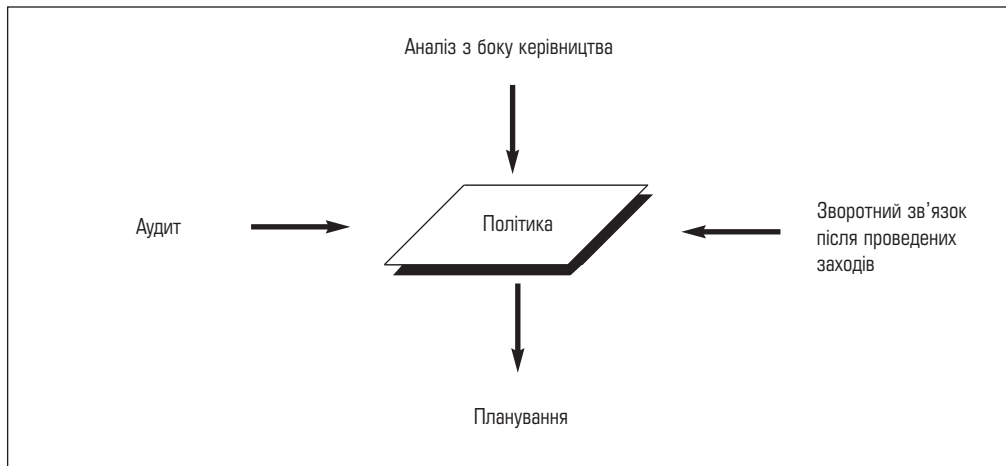 Аналіз з боку керівництва
Аудит
Політика
Зворотний зв’язок
після проведених
заходів
Планування